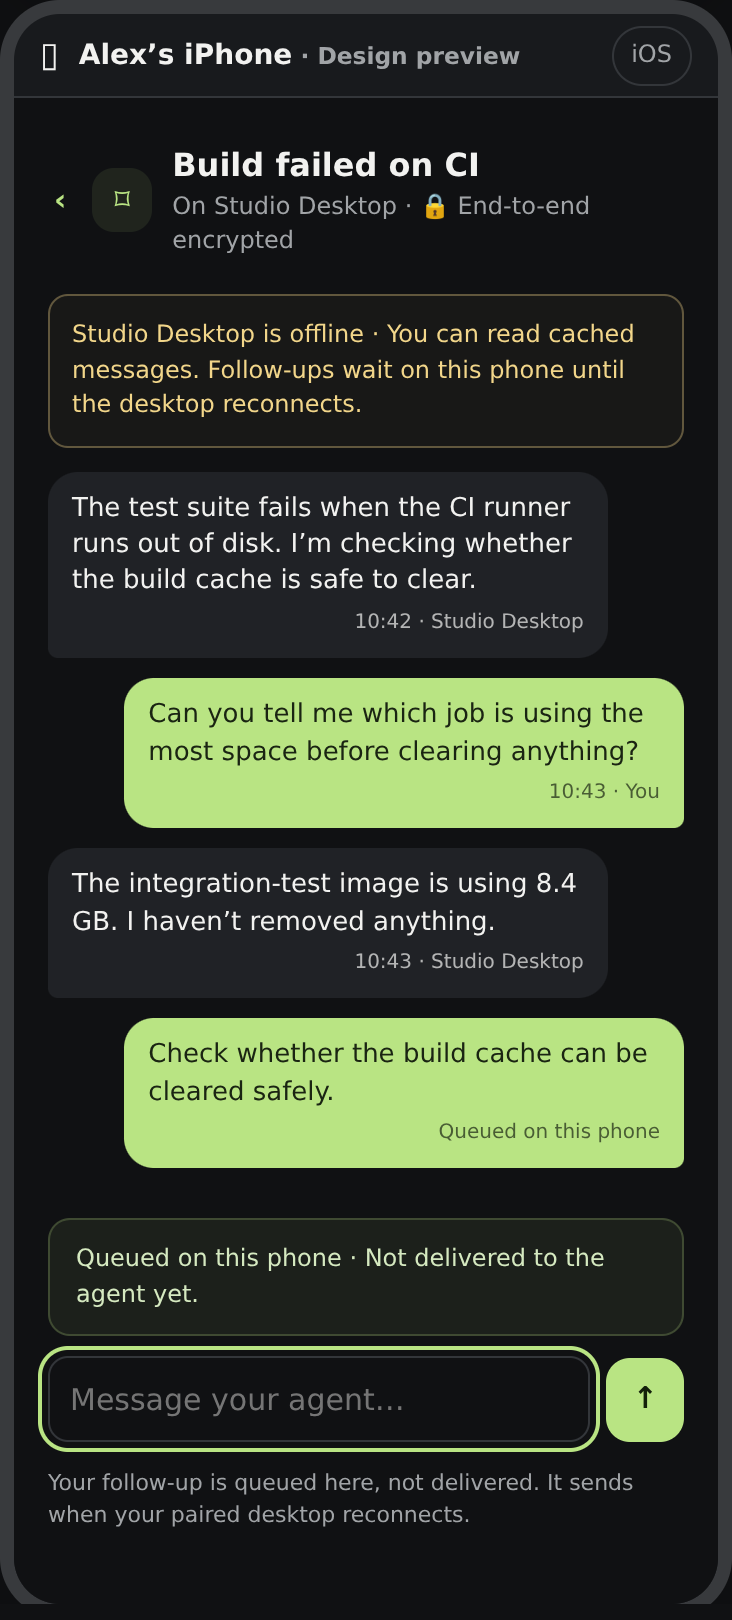 Alex’s iPhone · Design preview
iOS
Build failed on CI
On Studio Desktop · 🔒 End-to-end
encrypted
Studio Desktop is offline · You can read cached
messages. Follow-ups wait on this phone until
the desktop reconnects.
The test suite fails when the CI runner
runs out of disk. I’m checking whether
the build cache is safe to clear.
10:42 · Studio Desktop
Can you tell me which job is using the
most space before clearing anything?
10:43 · You
The integration-test image is using 8.4
GB. I haven’t removed anything.
10:43 · Studio Desktop
Check whether the build cache can be
cleared safely.
Queued on this phone
Queued on this phone · Not delivered to the
agent yet.
Message your agent…
Your follow-up is queued here, not delivered. It sends
when your paired desktop reconnects.